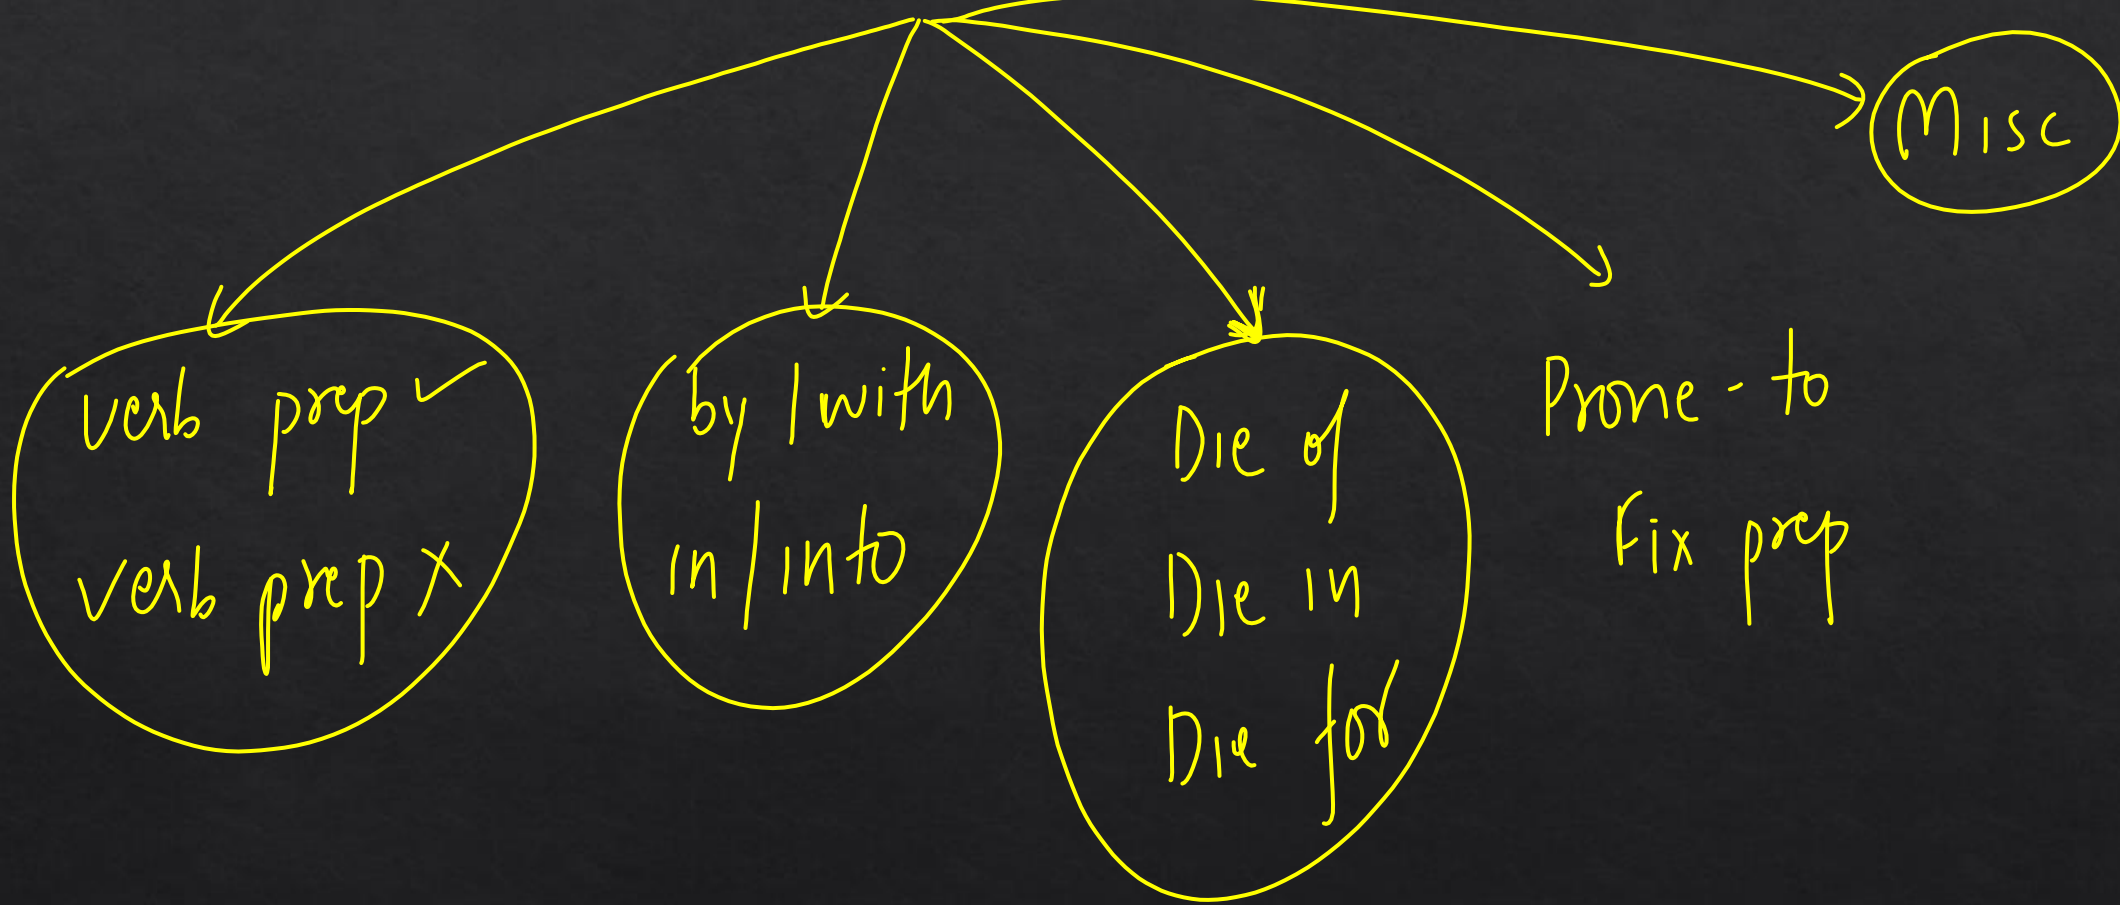 Misc
verb prep ✓
verb prep X
by / with
in / into
Die of
Die in
Die for
Prone - to
Fix prep